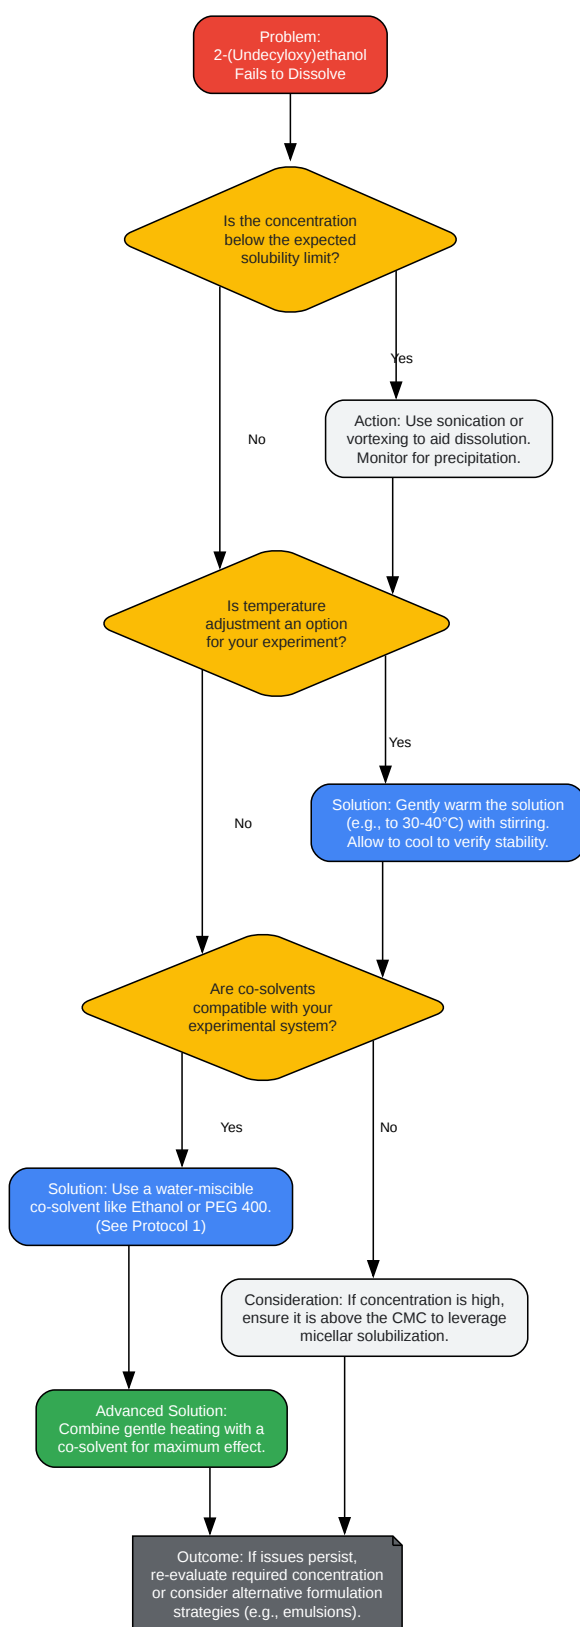 Problem:
2-(Undecyloxy)ethanol
Fails to Dissolve
Is the concentration
below the expected
solubility limit?
Yes
Action: Use sonication or
vortexing to aid dissolution.
Monitor for precipitation.
No
Is temperature
adjustment an option
for your experiment?
Yes
Solution: Gently warm the solution
(e.g., to 30-40°C) with stirring.
Allow to cool to verify stability.
No
Are co-solvents
compatible with your
experimental system?
Yes
No
Solution: Use a water-miscible
co-solvent like Ethanol or PEG 400.
(See Protocol 1)
Consideration: If concentration is high,
ensure it is above the CMC to leverage
micellar solubilization.
Advanced Solution:
Combine gentle heating with a
co-solvent for maximum effect.
Outcome: If issues persist,
re-evaluate required concentration
or consider alternative formulation
strategies (e.g., emulsions).